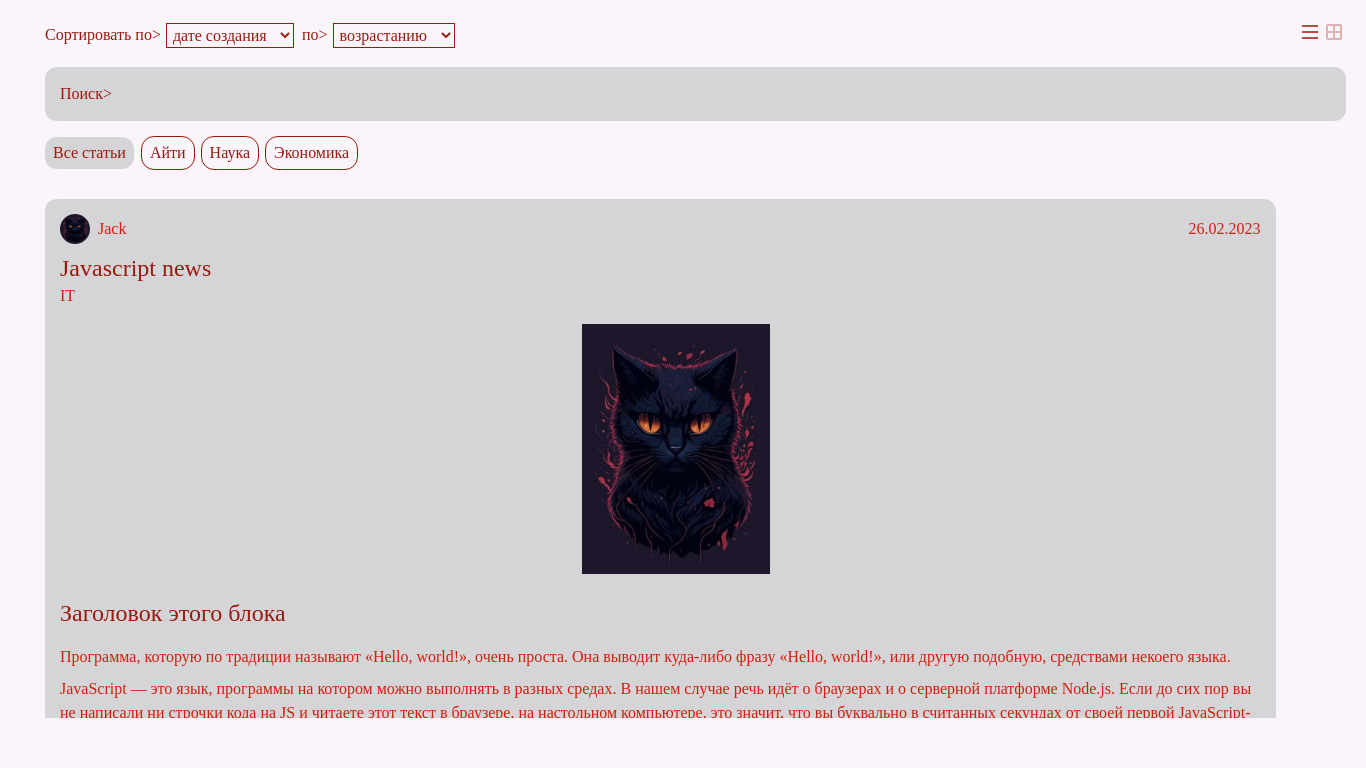 Сортировать по> дате создания по> возрастанию
Поиск>
Все статьи Айти Наука Экономика
Jack 26.02.2023
Javascript news
IT
Заголовок этого блока
Программа, которую по традиции называют «Hello, world!», очень проста. Она выводит куда-либо фразу «Hello, world!», или другую подобную, средствами некоего языка.
JavaScript — это язык, программы на котором можно выполнять в разных средах. В нашем случае речь идёт о браузерах и о серверной платформе Node.js. Если до сих пор вы
не написали ни строчки кода на JS и читаете этот текст в браузере, на настольном компьютере, это значит, что вы буквально в считанных секундах от своей первой JavaScript-